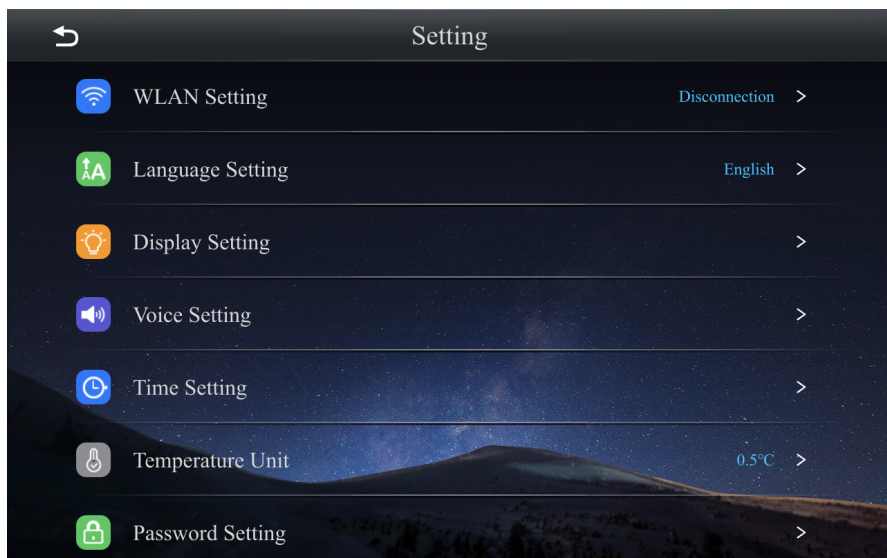 Setting
WLAN Setting Disconnection
Language Setting English
Display Setting
Voice Setting
Time Setting
Temperature Unit 0.5℃
Password Setting